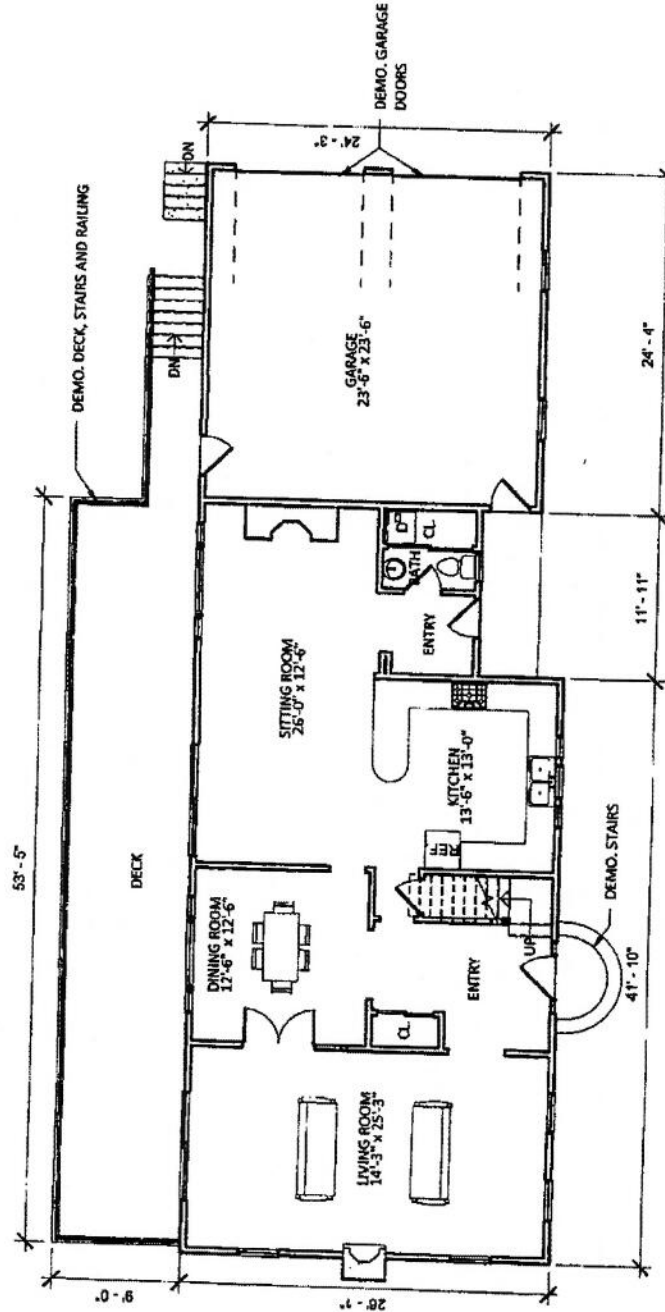 DEMO. DECK, STAIRS AND RAILING
53' - 5"
9' - 0"
DECK
DN
DN
24' - 3"
DEMO. GARAGE
DOORS
26' - 1"
LIVING ROOM
14'-3" x 25'-3"
DINING ROOM
12'-6" x 12'-6"
SITTING ROOM
26'-0" x 12'-6"
GARAGE
23'-6" x 23'-6"
CL
ENTRY
UP
REF
KITCHEN
13'-6" x 13'-0"
ENTRY
BATH
CL
DEMO. STAIRS
41' - 10"
11' - 11"
24' - 4"